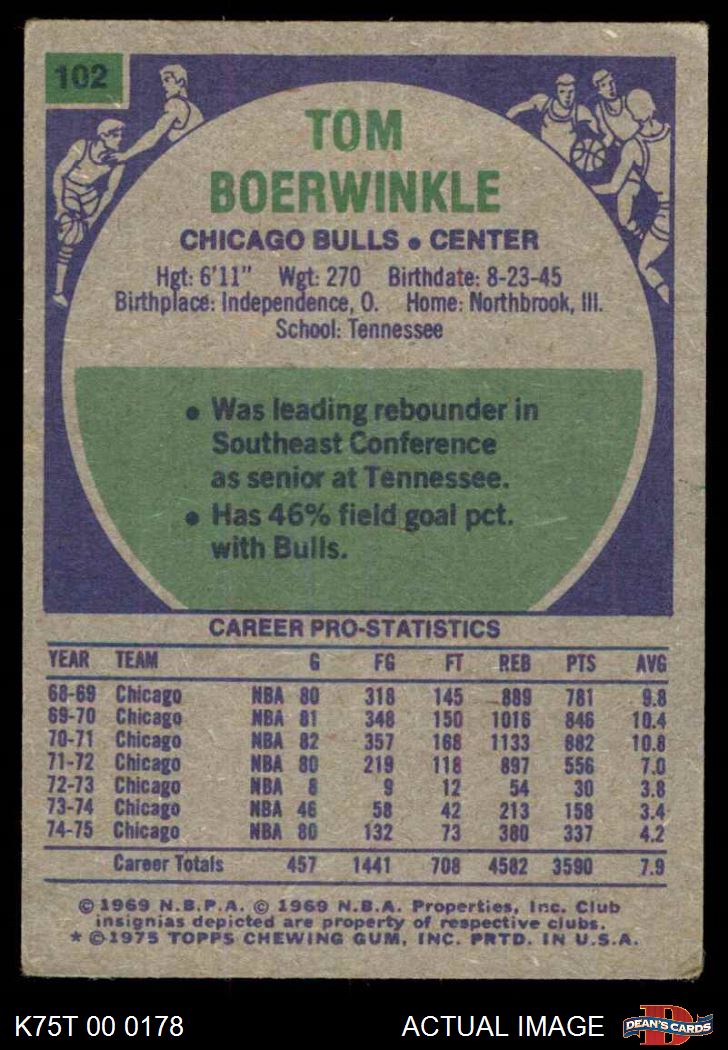 102
TOM
BOERWINKLE
CHICAGO BULLS • CENTER
Hgt: 6'11" Wgt: 270 Birthdate: 8-23-45
Birthplace: Independence, O. Home: Northbrook, Ill.
School: Tennessee
• Was leading rebounder in
Southeast Conference
as senior at Tennessee.
• Has 46% field goal pct.
with Bulls.
CAREER PRO-STATISTICS
YEAR TEAM G FG FT REB PTS AVG
68-69 Chicago NBA 80 318 145 889 781 9.8
69-70 Chicago NBA 81 348 150 1016 846 10.4
70-71 Chicago NBA 82 357 168 1133 882 10.8
71-72 Chicago NBA 80 219 118 897 556 7.0
72-73 Chicago NBA 8 9 12 54 30 3.8
73-74 Chicago NBA 46 58 42 213 158 3.4
74-75 Chicago NBA 80 132 73 380 337 4.2
Career Totals 457 1441 708 4582 3590 7.9
© 1969 N.B.P.A. © 1969 N.B.A. Properties, Inc. Club
insignias depicted are property of respective clubs.
* ©1975 TOPPS CHEWING GUM, INC. PRTD. IN U.S.A.
K75T 00 0178 ACTUAL IMAGE
D
DEAN'S CARDS